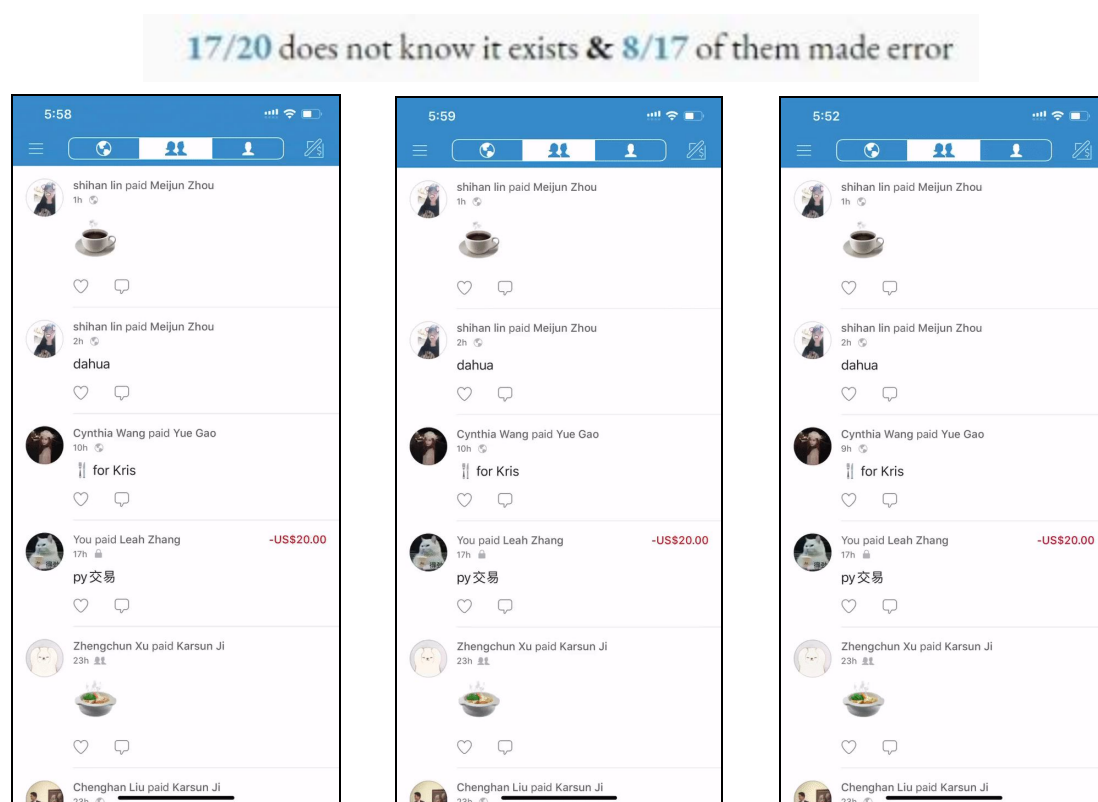 17/20 does not know it exists & 8/17 of them made error
5:58
shihan lin paid Meijun Zhou
1h
shihan lin paid Meijun Zhou
2h
dahua
Cynthia Wang paid Yue Gao
10h
for Kris
You paid Leah Zhang -US$20.00
17h
py交易
Zhengchun Xu paid Karsun Ji
23h
Chenghan Liu paid Karsun Ji
23h
5:59
shihan lin paid Meijun Zhou
1h
shihan lin paid Meijun Zhou
2h
dahua
Cynthia Wang paid Yue Gao
10h
for Kris
You paid Leah Zhang -US$20.00
17h
py交易
Zhengchun Xu paid Karsun Ji
23h
Chenghan Liu paid Karsun Ji
23h
5:52
shihan lin paid Meijun Zhou
1h
shihan lin paid Meijun Zhou
2h
dahua
Cynthia Wang paid Yue Gao
9h
for Kris
You paid Leah Zhang -US$20.00
17h
py交易
Zhengchun Xu paid Karsun Ji
23h
Chenghan Liu paid Karsun Ji
23h